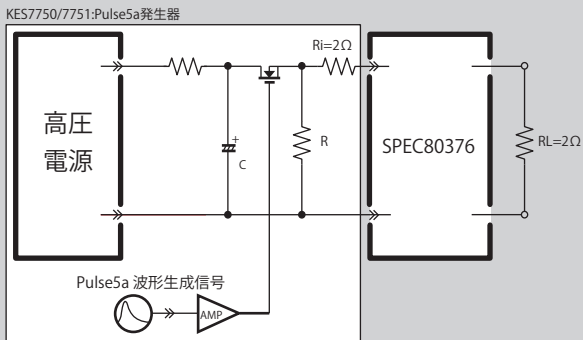 KES7750/7751:Pulse5a発生器
Ri=2Ω
高圧
電源
+
C
R
SPEC80376
RL=2Ω
Pulse5a 波形生成信号
AMP